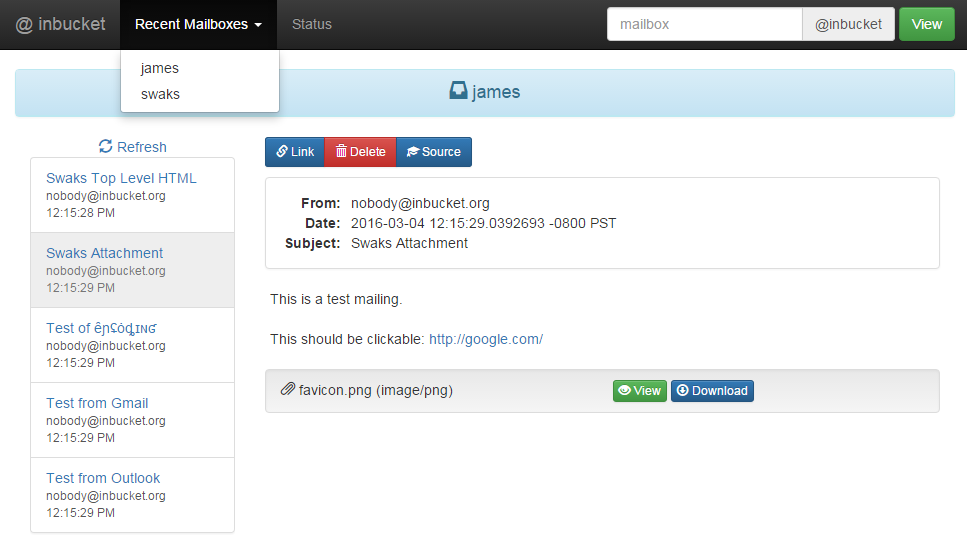 @ inbucket Recent Mailboxes Status mailbox @inbucket View
james
swaks
james
Refresh
Swaks Top Level HTML
nobody@inbucket.org
12:15:28 PM
Swaks Attachment
nobody@inbucket.org
12:15:29 PM
Test of êɲʕȯɖɪɴɠ
nobody@inbucket.org
12:15:29 PM
Test from Gmail
nobody@inbucket.org
12:15:29 PM
Test from Outlook
nobody@inbucket.org
12:15:29 PM
Link Delete Source
From: nobody@inbucket.org
Date: 2016-03-04 12:15:29.0392693 -0800 PST
Subject: Swaks Attachment
This is a test mailing.
This should be clickable: http://google.com/
favicon.png (image/png) View Download